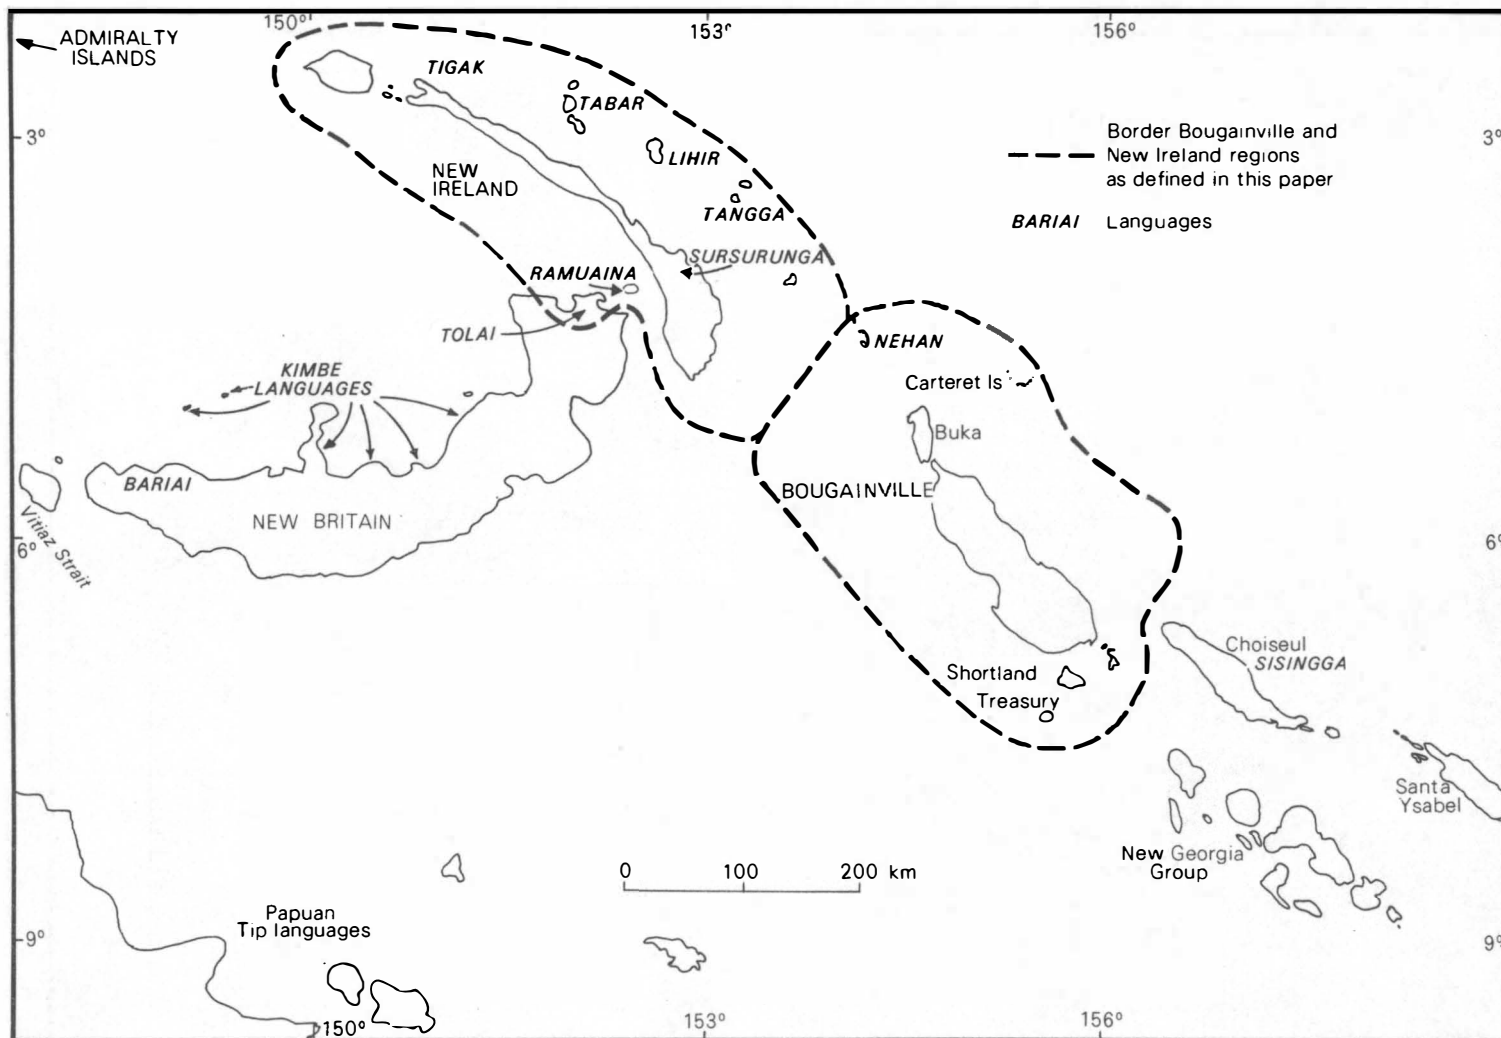 150°
153°
156°
ADMIRALTY
ISLANDS
TIGAK
TABAR
3°
LIHIR
NEW
IRELAND
TANGGA
Border Bougainville and
New Ireland regions
as defined in this paper
3°
BARIAI Languages
SURSURUNGA
RAMUAINA
TOLAI
NEHAN
KIMBE
LANGUAGES
Carteret Is
Buka
BARIAI
BOUGAINVILLE
NEW BRITAIN
Vitiaz Strait
6°
6°
Choiseul
SISINGGA
Shortland
Treasury
Santa
Ysabel
New Georgia
Group
0 100 200 km
Papuan
Tip languages
9°
9°
150°
153°
156°